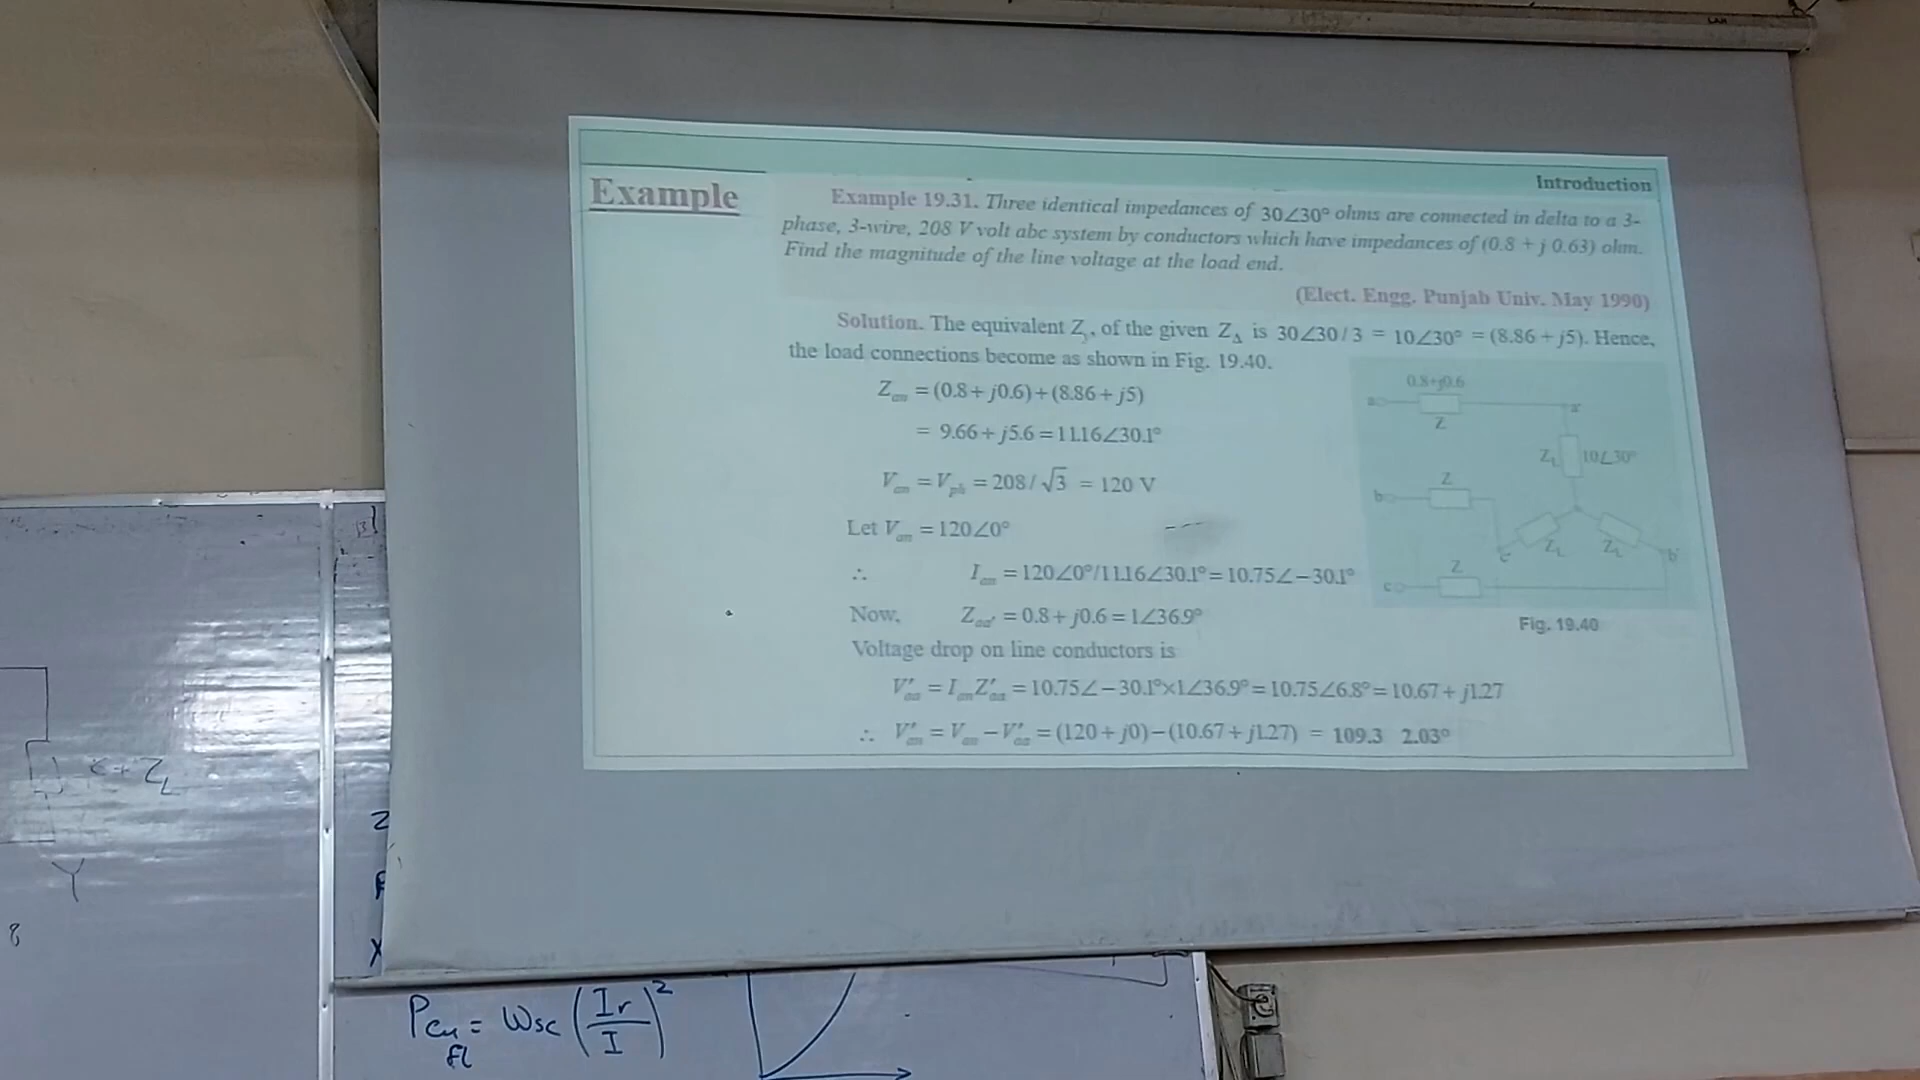 Introduction
Example
Example 19.31. Three identical impedances of 30∠30° ohms are connected in delta to a 3-
phase, 3-wire, 208 V volt abc system by conductors which have impedances of (0.8 + j 0.63) ohm.
Find the magnitude of the line voltage at the load end.
(Elect. Engg. Punjab Univ. May 1990)
Solution. The equivalent Zy, of the given ZΔ is 30∠30/3 = 10∠30° = (8.86 + j5). Hence,
the load connections become as shown in Fig. 19.40.
Zan = (0.8 + j0.6) + (8.86 + j5)
= 9.66 + j5.6 = 11.16∠30.1°
Van = Vph = 208/√3 = 120 V
Let Van = 120∠0°
∴ Ian = 120∠0°/11.16∠30.1° = 10.75∠−30.1°
Now, Zaa' = 0.8 + j0.6 = 1∠36.9°
Voltage drop on line conductors is
V'aa = Ian Z'aa = 10.75∠−30.1°×1∠36.9° = 10.75∠6.8° = 10.67 + j1.27
∴ V'an = Van − V'aa = (120 + j0) − (10.67 + j1.27) = 109.3 2.03°
0.8+j0.6
a
Z
a'
ZL
10∠30°
Z
b
c'
ZL
ZL
b'
Z
c
Fig. 19.40
Z
Y
8
Z
X
Pcu = Wsc (Ir/I)²
FL